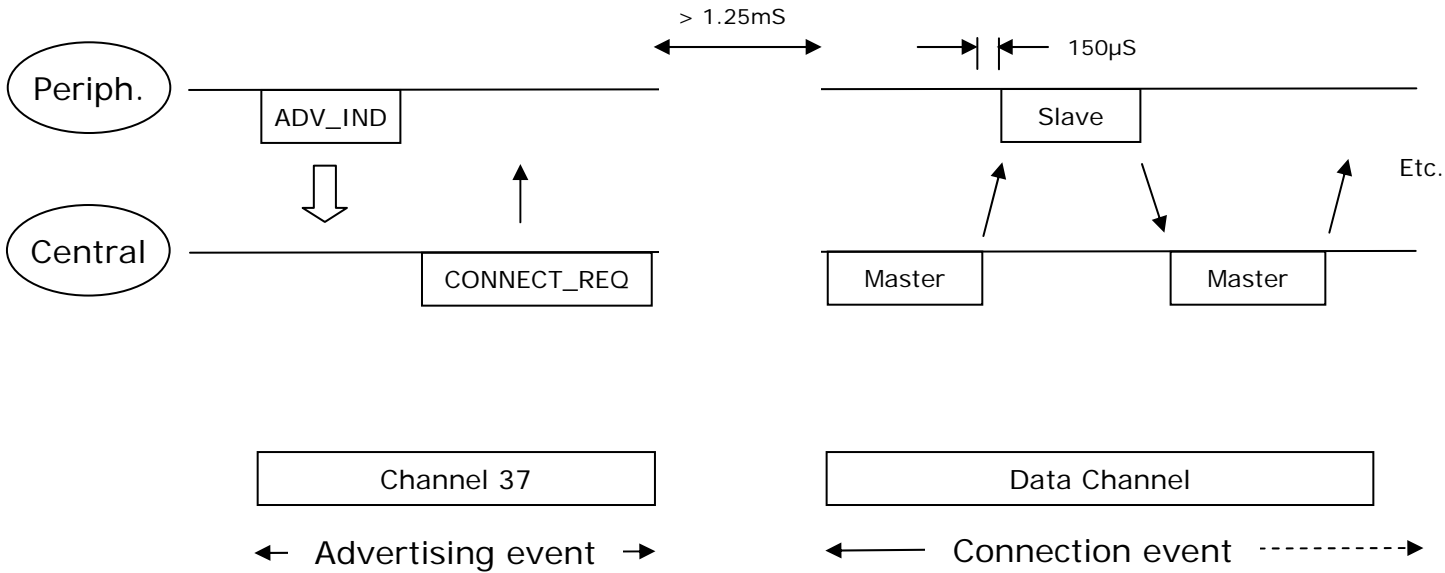 > 1.25mS
150µS
Periph.
ADV_IND
Slave
Etc.
Central
CONNECT_REQ
Master
Master
Channel 37
Data Channel
Advertising event
Connection event